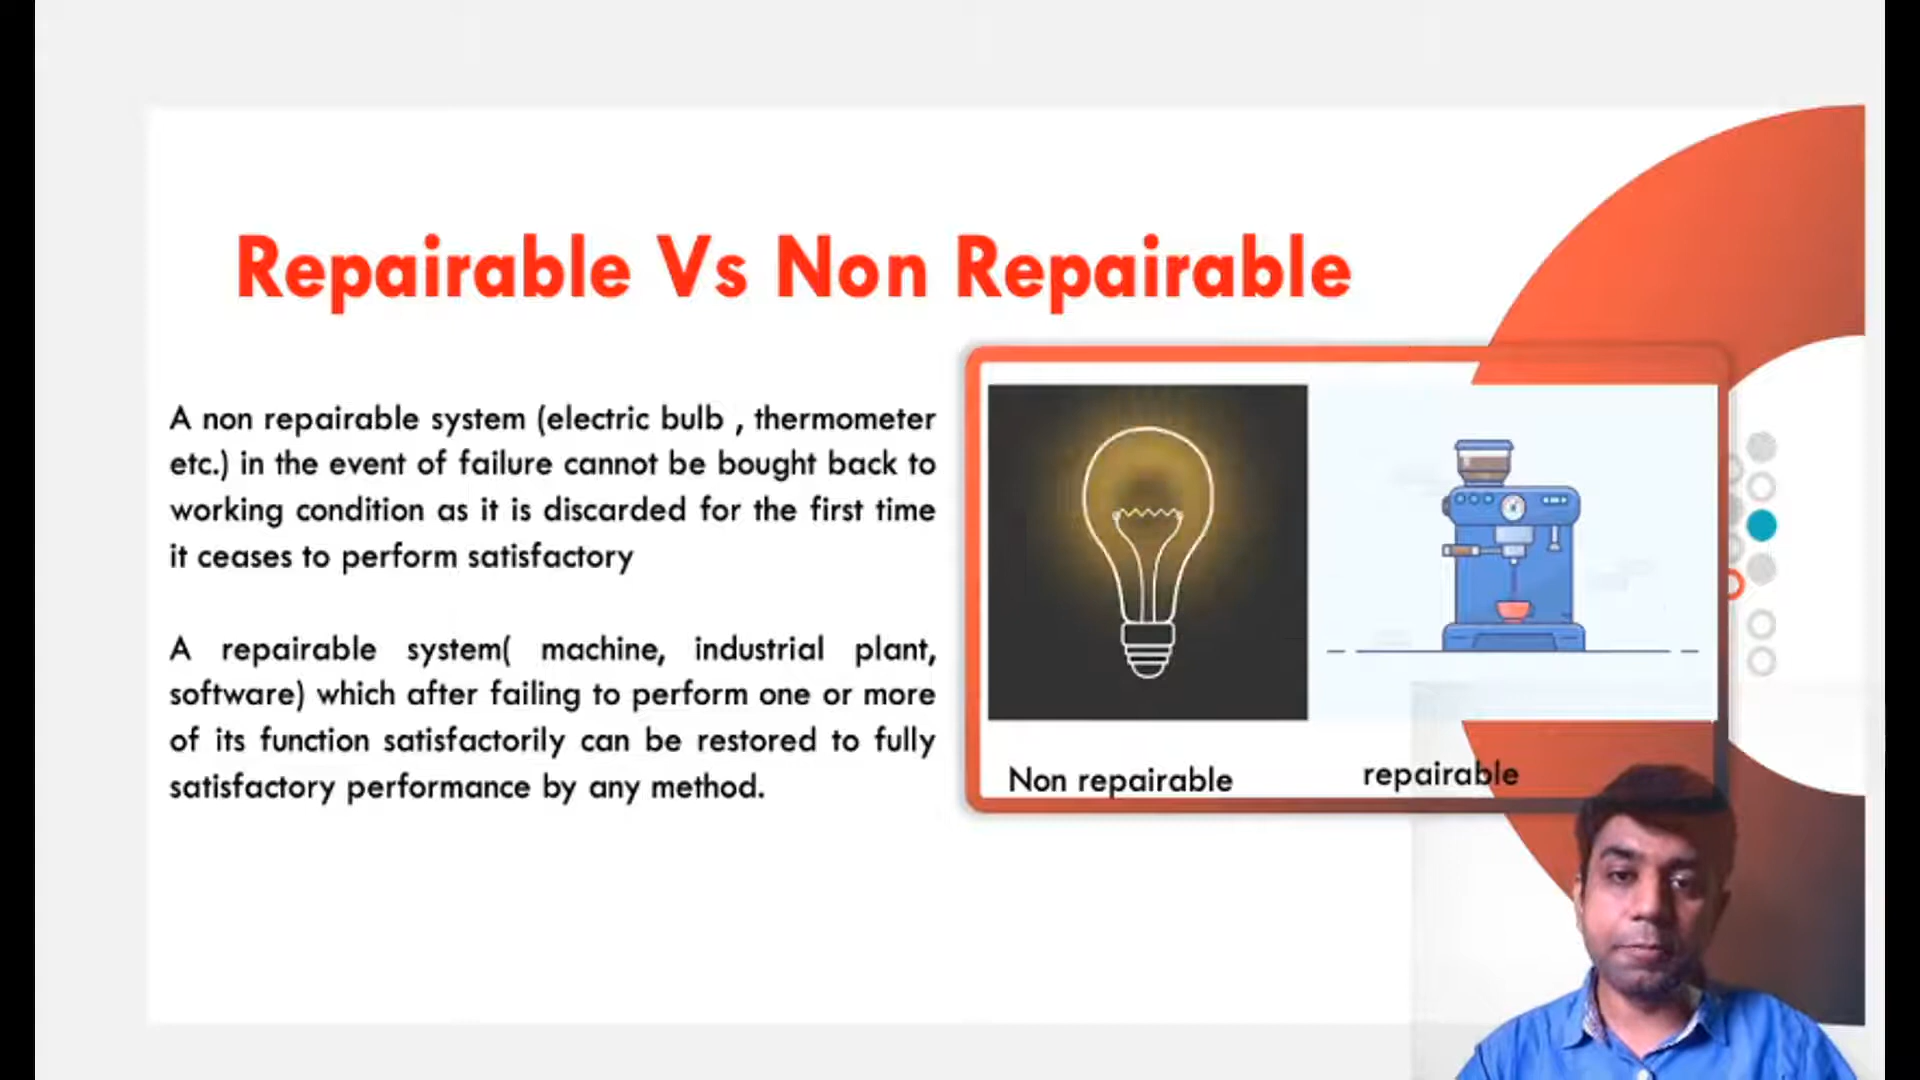 Repairable Vs Non Repairable
A non repairable system (electric bulb , thermometer
etc.) in the event of failure cannot be bought back to
working condition as it is discarded for the first time
it ceases to perform satisfactory
A repairable system( machine, industrial plant,
software) which after failing to perform one or more
of its function satisfactorily can be restored to fully
satisfactory performance by any method.
Non repairable
repairable